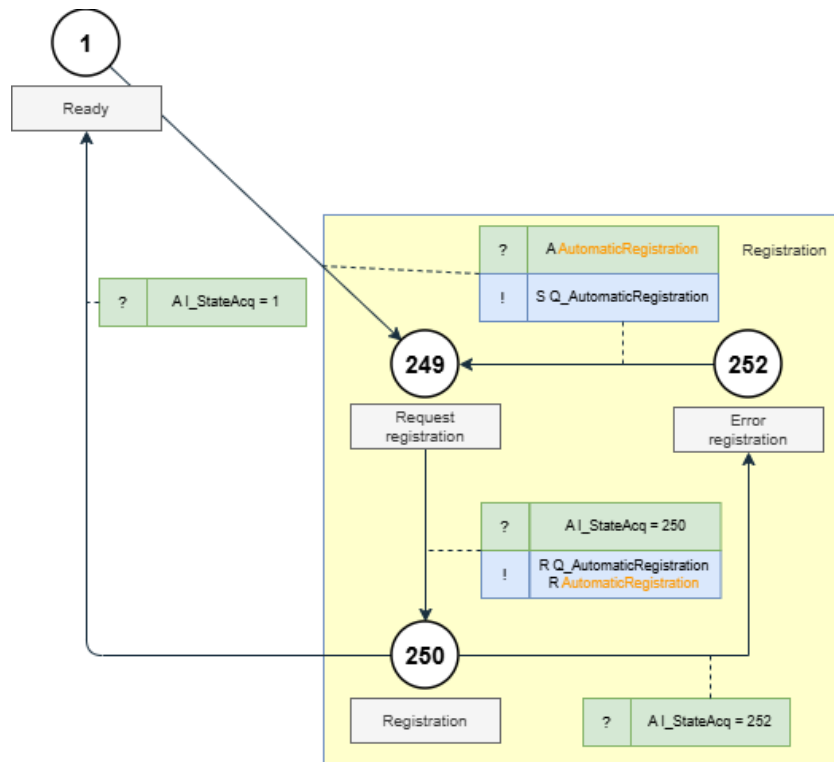 1
Ready
? A AutomaticRegistration
Registration
! S Q_AutomaticRegistration
? A I_StateAcq = 1
249
252
Request
registration
Error
registration
? A I_StateAcq = 250
! R Q_AutomaticRegistration
R AutomaticRegistration
250
Registration
? A I_StateAcq = 252